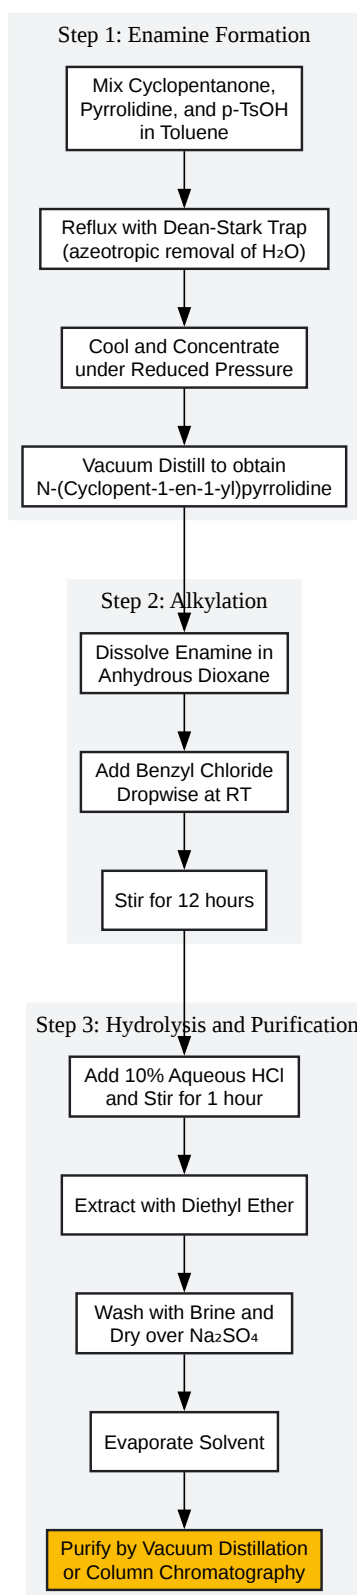 Step 1: Enamine Formation
Mix Cyclopentanone,
Pyrrolidine, and p-TsOH
in Toluene
Reflux with Dean-Stark Trap
(azeotropic removal of H₂O)
Cool and Concentrate
under Reduced Pressure
Vacuum Distill to obtain
N-(Cyclopent-1-en-1-yl)pyrrolidine
Step 2: Alkylation
Dissolve Enamine in
Anhydrous Dioxane
Add Benzyl Chloride
Dropwise at RT
Stir for 12 hours
Step 3: Hydrolysis and Purification
Add 10% Aqueous HCl
and Stir for 1 hour
Extract with Diethyl Ether
Wash with Brine and
Dry over Na₂SO₄
Evaporate Solvent
Purify by Vacuum Distillation
or Column Chromatography